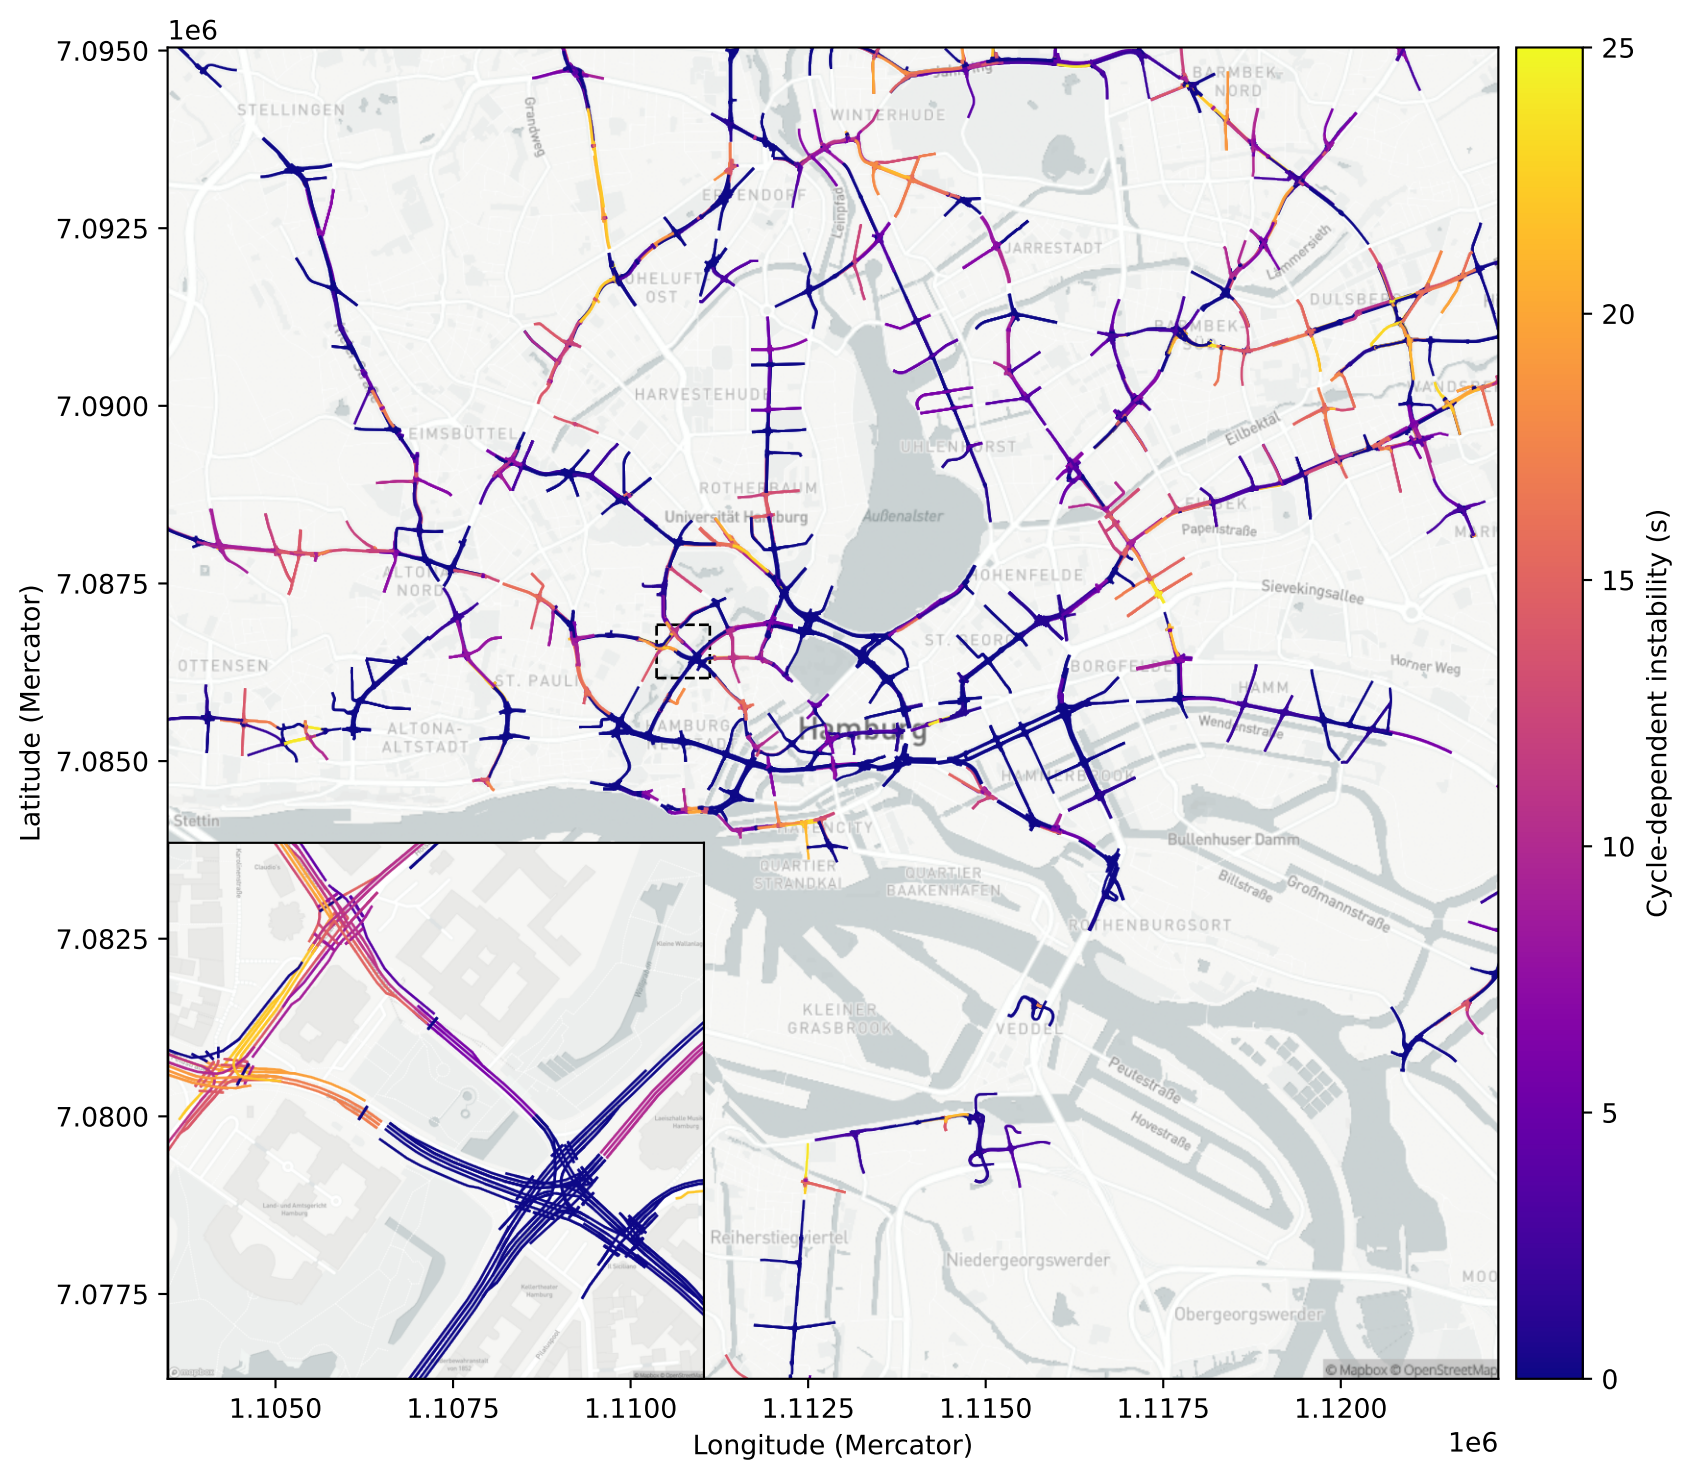 1e6
7.0950
7.0925
7.0900
7.0875
7.0850
7.0825
7.0800
7.0775
Latitude (Mercator)
1.1050
1.1075
1.1100
1.1125
1.1150
1.1175
1.1200
Longitude (Mercator)
1e6
25
20
15
10
5
0
Cycle-dependent instability (s)
STELLINGEN
Grandweg
WINTERHUDE
BARMBEK
NORD
Leinpfad
JARRESTADT
Lämmersieth
OST
HARVESTEHUDE
EIMSBÜTTEL
UHLENHORST
Eilbektal
ROTHERBAUM
Universität Hamburg
Außenalster
Papenstraße
ALTONA
NORD
HOHENFELDE
Sievekingsallee
OTTENSEN
ST. PAULI
ST. GEORG
BORGFELDE
Horner Weg
HAMM
ALTONA-
ALTSTADT
HAMBURG
Hamburg
Wendenstraße
HAMMERBROOK
Stettin
HAFENCITY
Bullenhuser Damm
QUARTIER
STRANDKAI
QUARTIER
BAAKENHAFEN
Billstraße
Großmannstraße
ROTHENBURGSORT
KLEINER
GRASBROOK
VEDDEL
Peutestraße
Hovestraße
Reiherstiegviertel
Niedergeorgswerder
MOO
Obergeorgswerder
© Mapbox © OpenStreetMap
Land- und Amtsgericht
Hamburg